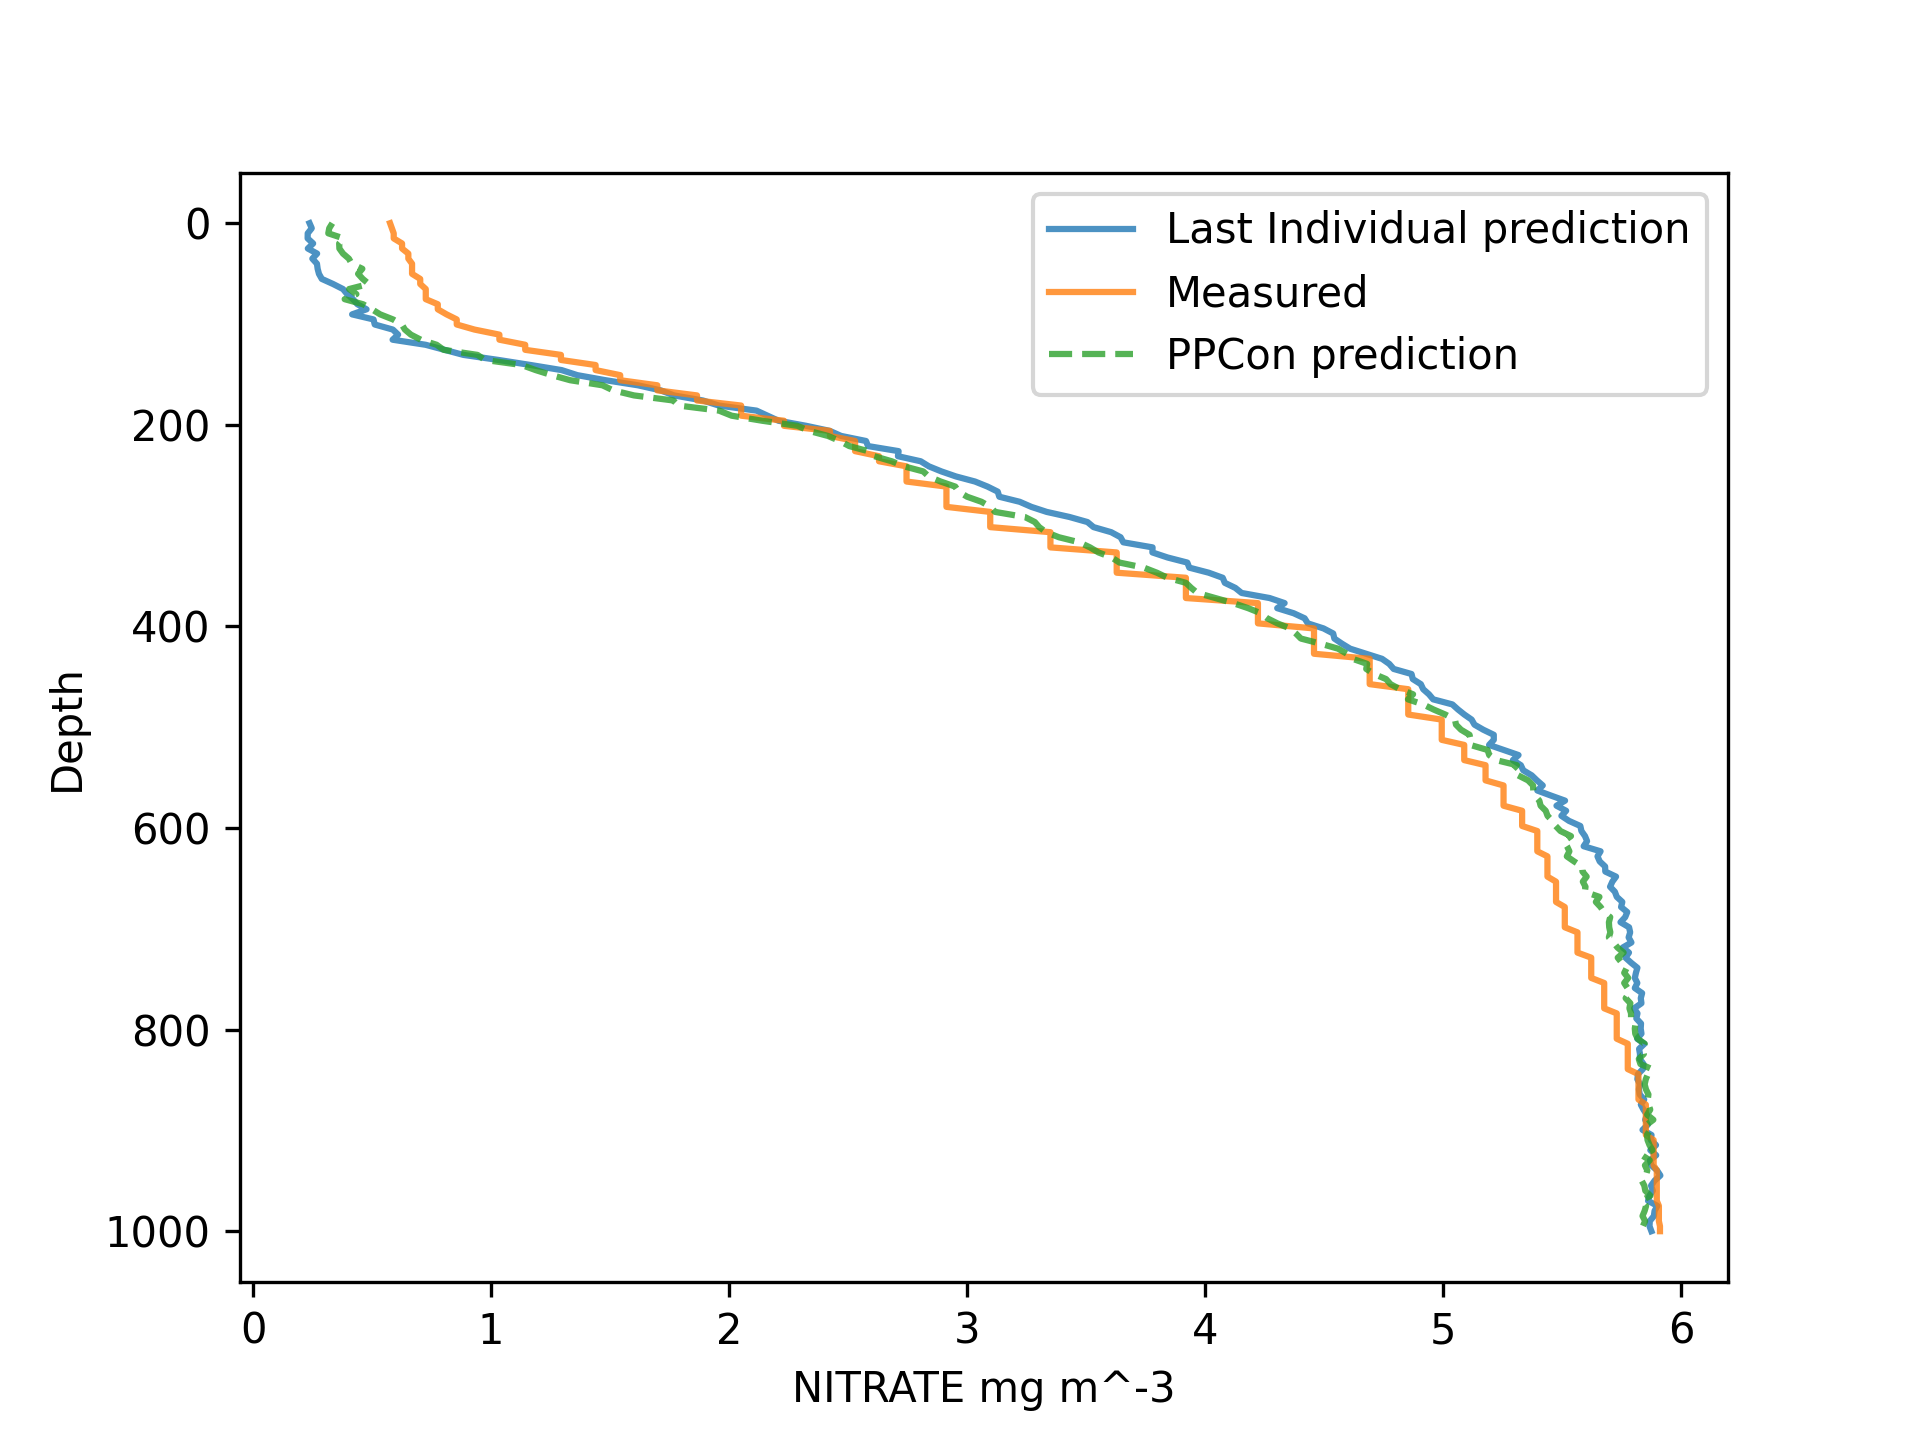 Last Individual prediction
Measured
PPCon prediction
0
200
400
600
800
1000
Depth
0 1 2 3 4 5 6
NITRATE mg m^-3